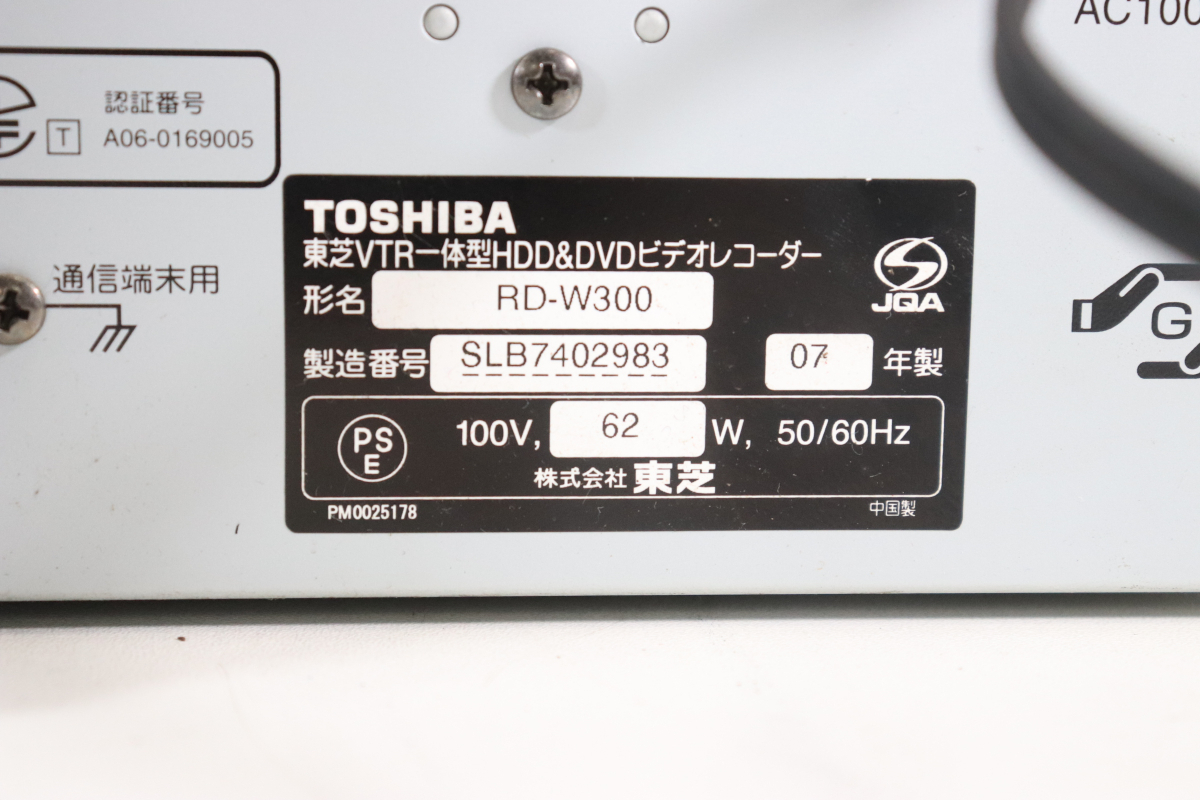 AC100
認証番号
T A06-0169005
通信端末用
TOSHIBA
東芝VTR一体型HDD&DVDビデオレコーダー
形名 RD-W300
JQA
製造番号 SLB7402983 07 年製
PSE 100V, 62 W, 50/60Hz
株式会社 東芝
PM0025178 中国製
G